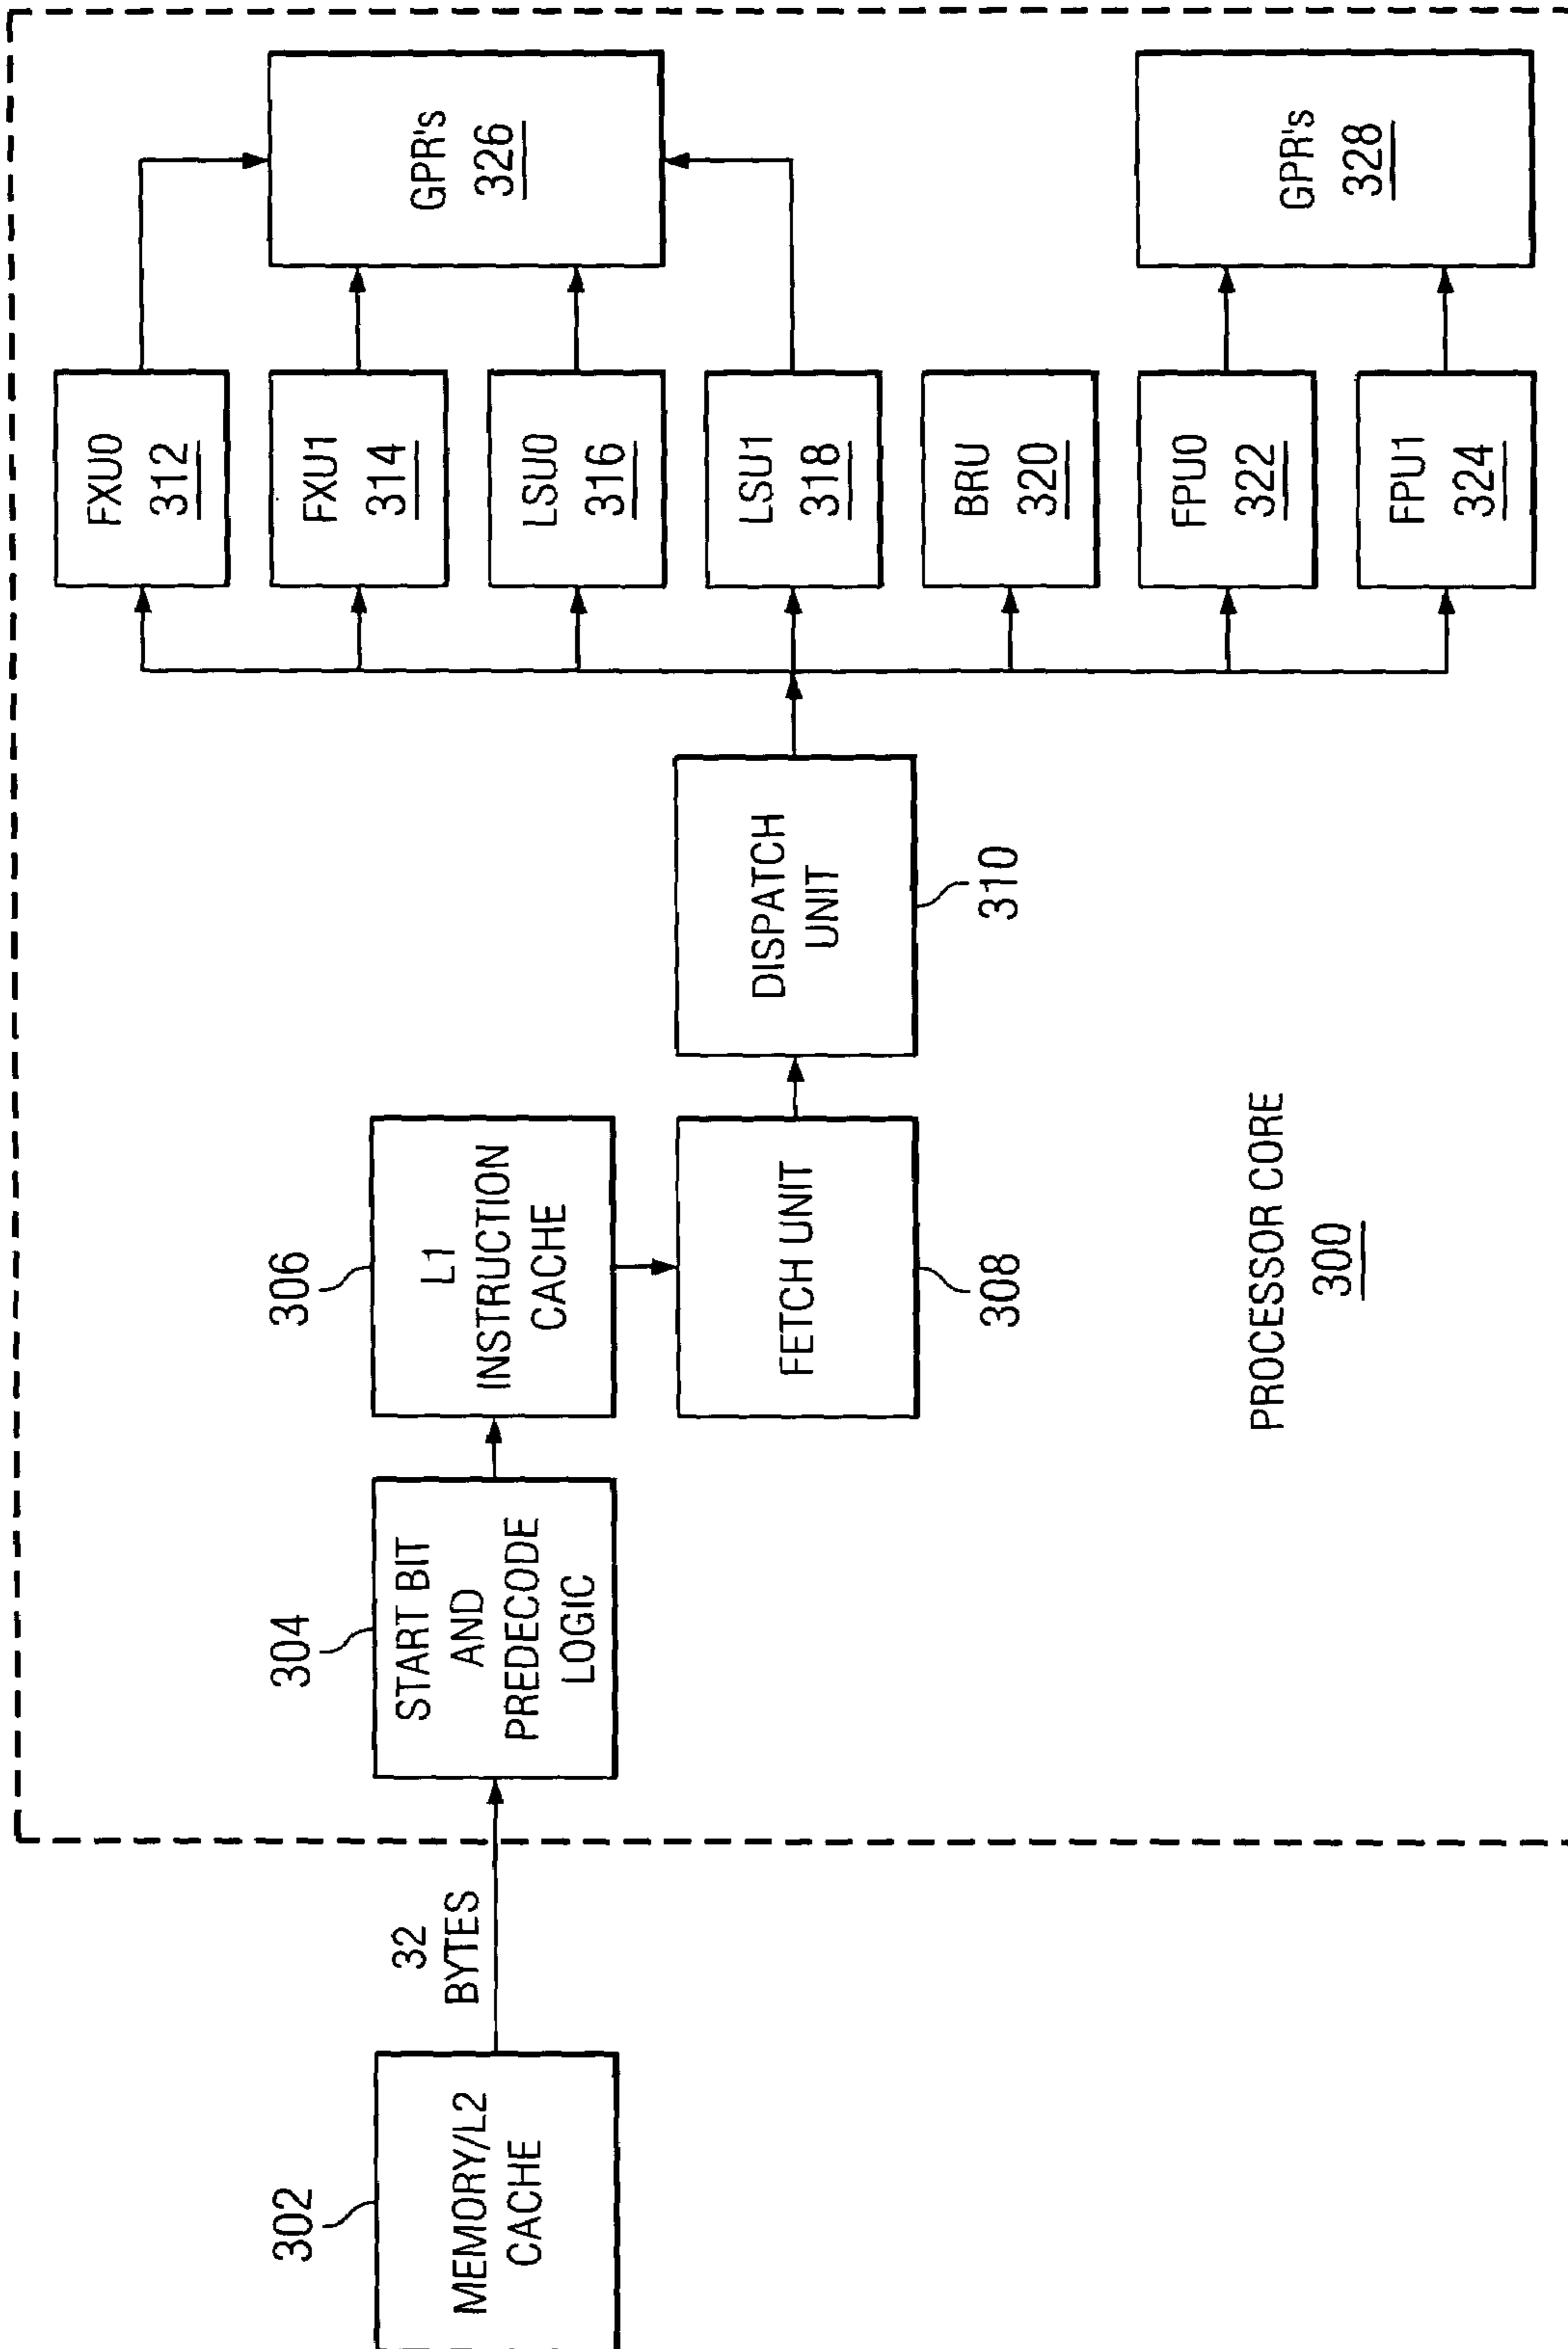 302
MEMORY/L2
CACHE
32
BYTES
304
START BIT
AND
PREDECODE
LOGIC
306
L1
INSTRUCTION
CACHE
FETCH UNIT
308
DISPATCH
UNIT
310
FXU0
312
FXU1
314
LSU0
316
LSU1
318
BRU
320
FPU0
322
FPU1
324
GPR's
326
GPR's
328
PROCESSOR CORE
300